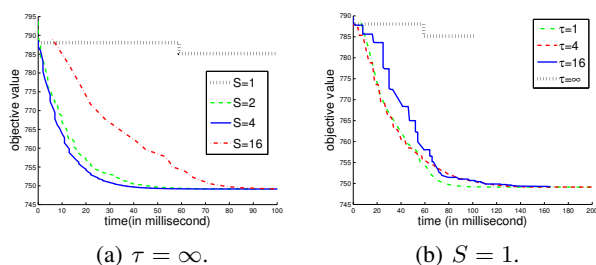 795
790
785
780
775
770
765
760
755
750
745
objective value
0 10 20 30 40 50 60 70 80 90 100
time(in millisecond)
S=1
S=2
S=4
S=16
(a) τ = ∞.
790
785
780
775
770
765
760
755
750
745
objective value
0 20 40 60 80 100 120 140 160 180 200
time (in millisecond)
τ=1
τ=4
τ=16
τ=∞
(b) S = 1.